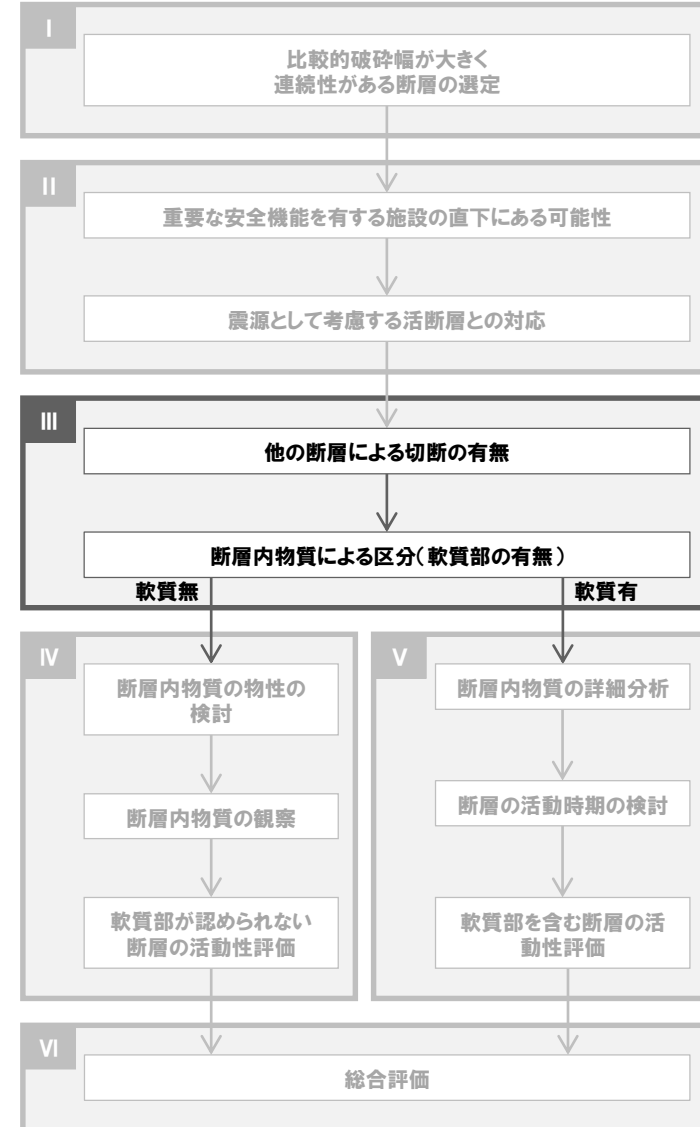 I
比較的破砕幅が大きく
連続性がある断層の選定
II
重要な安全機能を有する施設の直下にある可能性
震源として考慮する活断層との対応
III
他の断層による切断の有無
断層内物質による区分(軟質部の有無)
軟質無
軟質有
IV
断層内物質の物性の
検討
断層内物質の観察
軟質部が認められない
断層の活動性評価
V
断層内物質の詳細分析
断層の活動時期の検討
軟質部を含む断層の活
動性評価
VI
総合評価